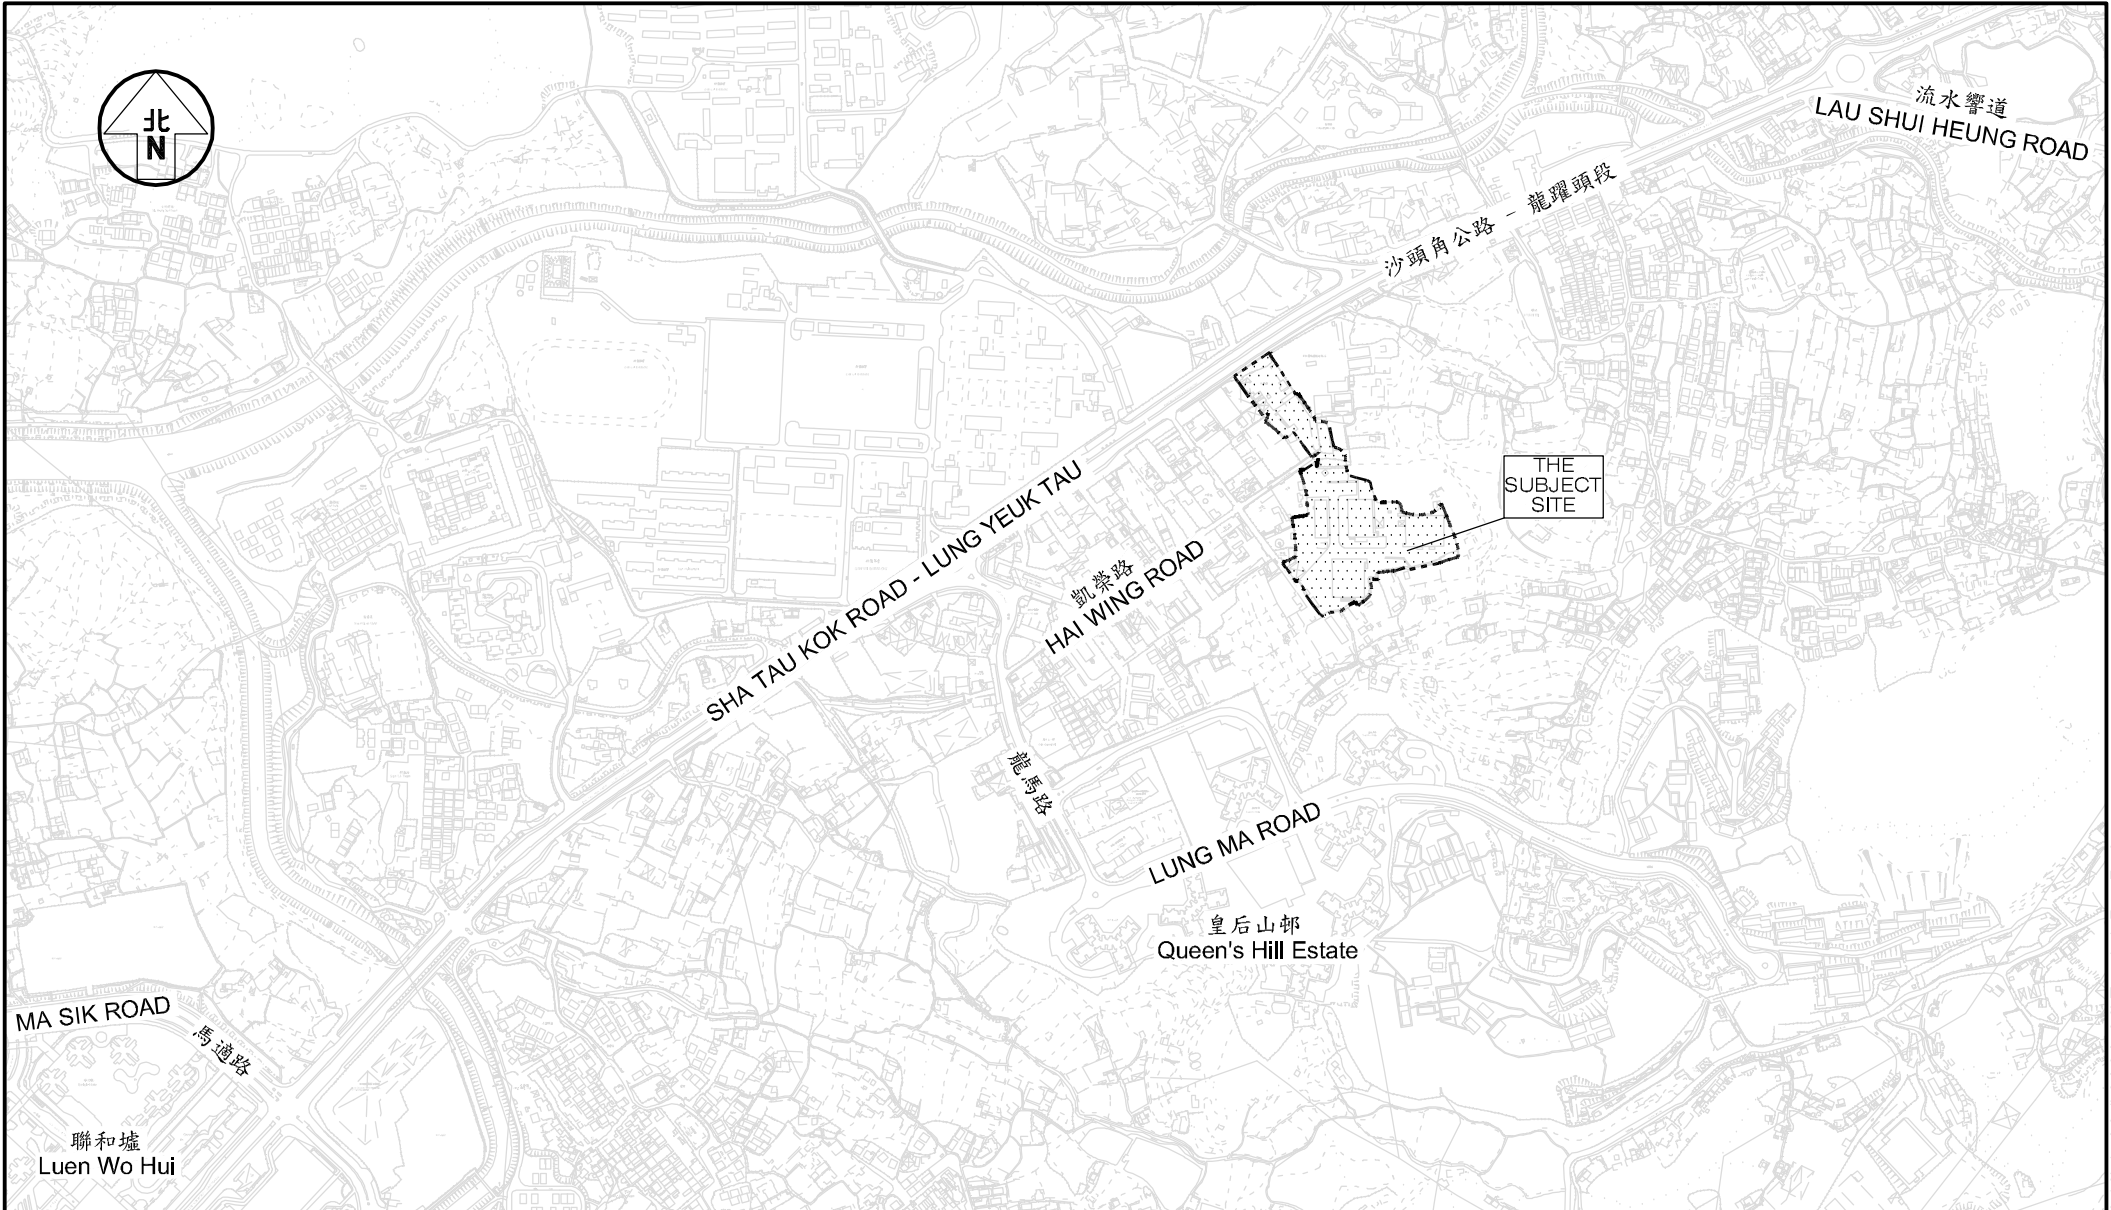 北
N
流水響道
LAU SHUI HEUNG ROAD
沙頭角公路 - 龍躍頭段
THE
SUBJECT
SITE
SHA TAU KOK ROAD - LUNG YEUK TAU
凱榮路
HAI WING ROAD
龍馬路
LUNG MA ROAD
皇后山邨
Queen's Hill Estate
MA SIK ROAD
馬適路
聯和墟
Luen Wo Hui